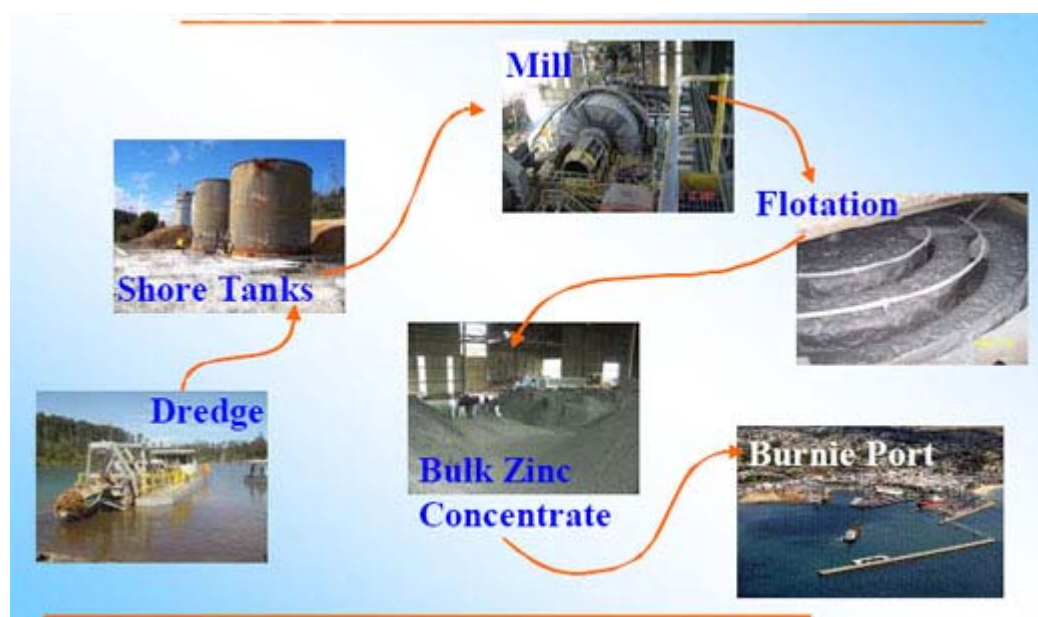 Mill
Flotation
Shore Tanks
Dredge
Bulk Zinc
Concentrate
Burnie Port